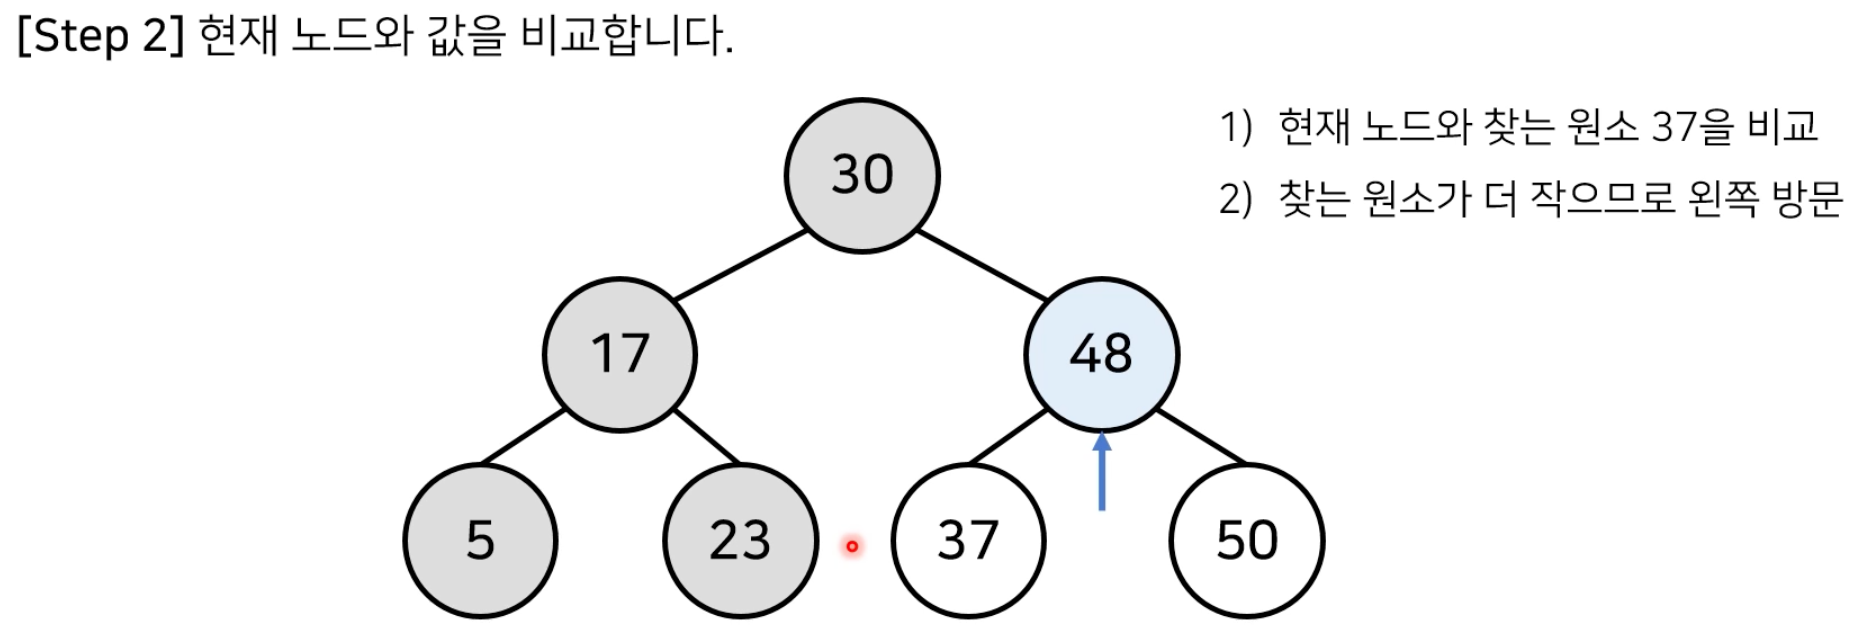 [Step 2] 현재 노드와 값을 비교합니다.
1) 현재 노드와 찾는 원소 37을 비교
2) 찾는 원소가 더 작으므로 왼쪽 방문
30
17
48
5
23
37
50